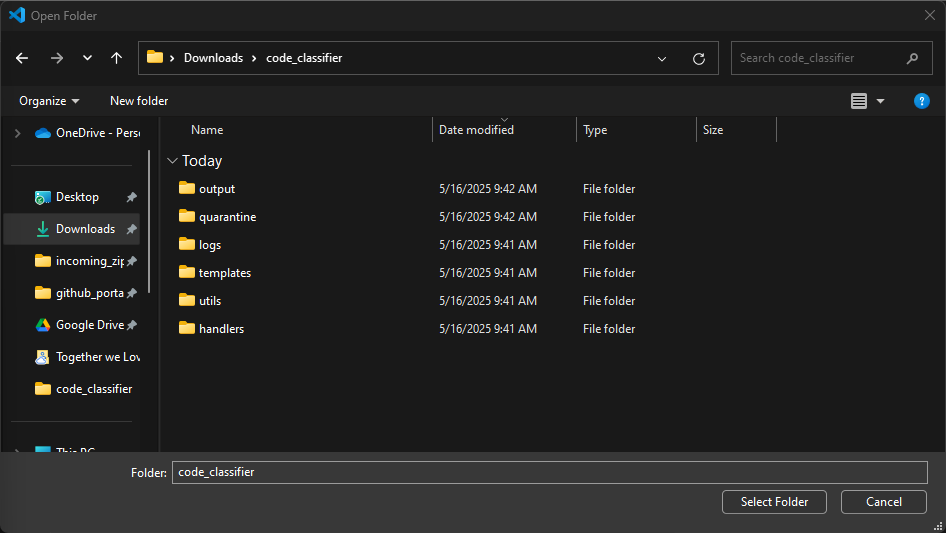 Open Folder
Downloads > code_classifier
Search code_classifier
Organize
New folder
?
OneDrive - Perso
Desktop
Downloads
incoming_zip
github_porta
Google Drive
Together we Lov
code_classifier
This PC
Name Date modified Type Size
Today
output 5/16/2025 9:42 AM File folder
quarantine 5/16/2025 9:42 AM File folder
logs 5/16/2025 9:41 AM File folder
templates 5/16/2025 9:41 AM File folder
utils 5/16/2025 9:41 AM File folder
handlers 5/16/2025 9:41 AM File folder
Folder: code_classifier
Select Folder
Cancel